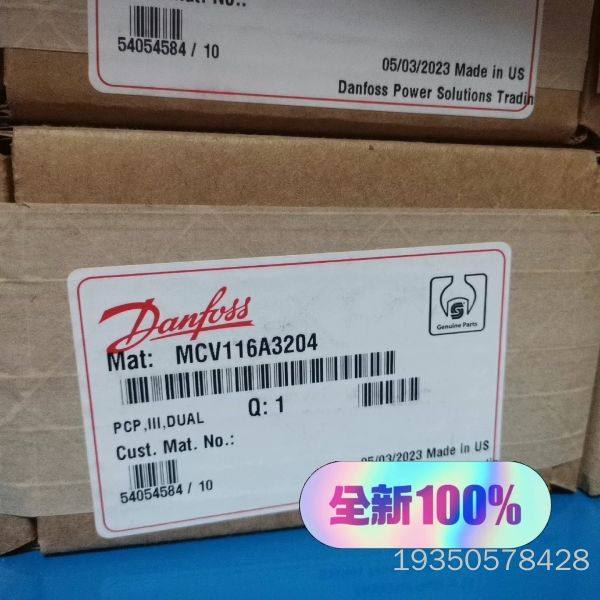 54054584 / 10
05/03/2023 Made in US
Danfoss Power Solutions Tradin
Danfoss
Genuine Parts
Mat: MCV116A3204
Q: 1
PCP,III,DUAL
Cust. Mat. No.:
05/03/2023 Made in US
54054584 / 10
全新100%
19350578428